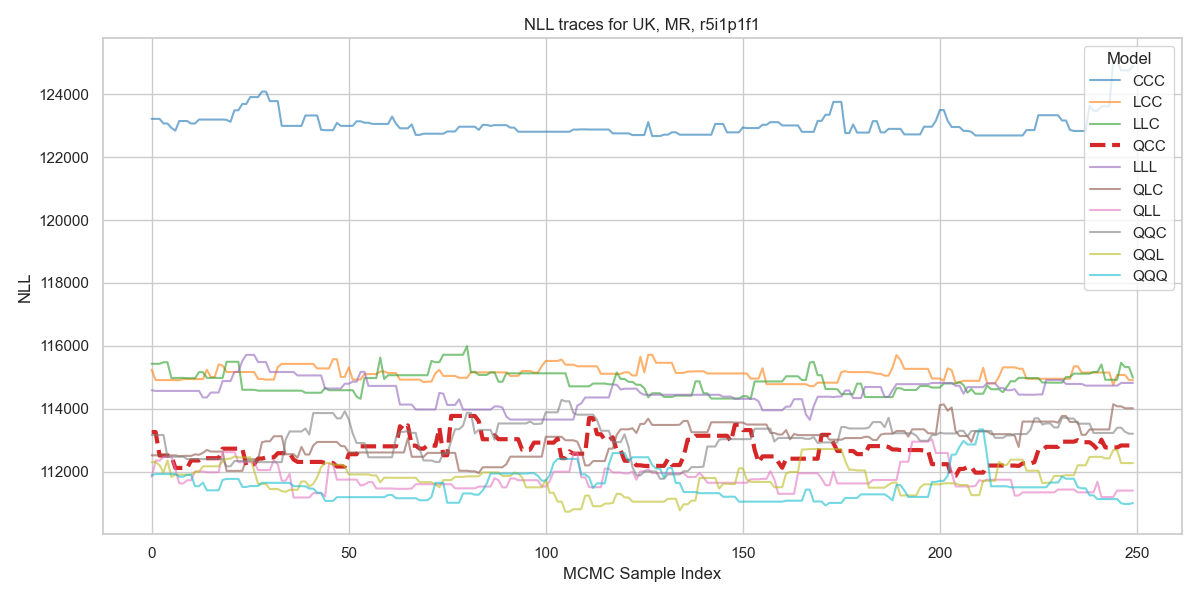 NLL traces for UK, MR, r5i1p1f1
Model
CCC
LCC
LLC
QCC
LLL
QLC
QLL
QQC
QQL
QQQ
124000
122000
120000
118000
116000
114000
112000
NLL
0
50
100
150
200
250
MCMC Sample Index